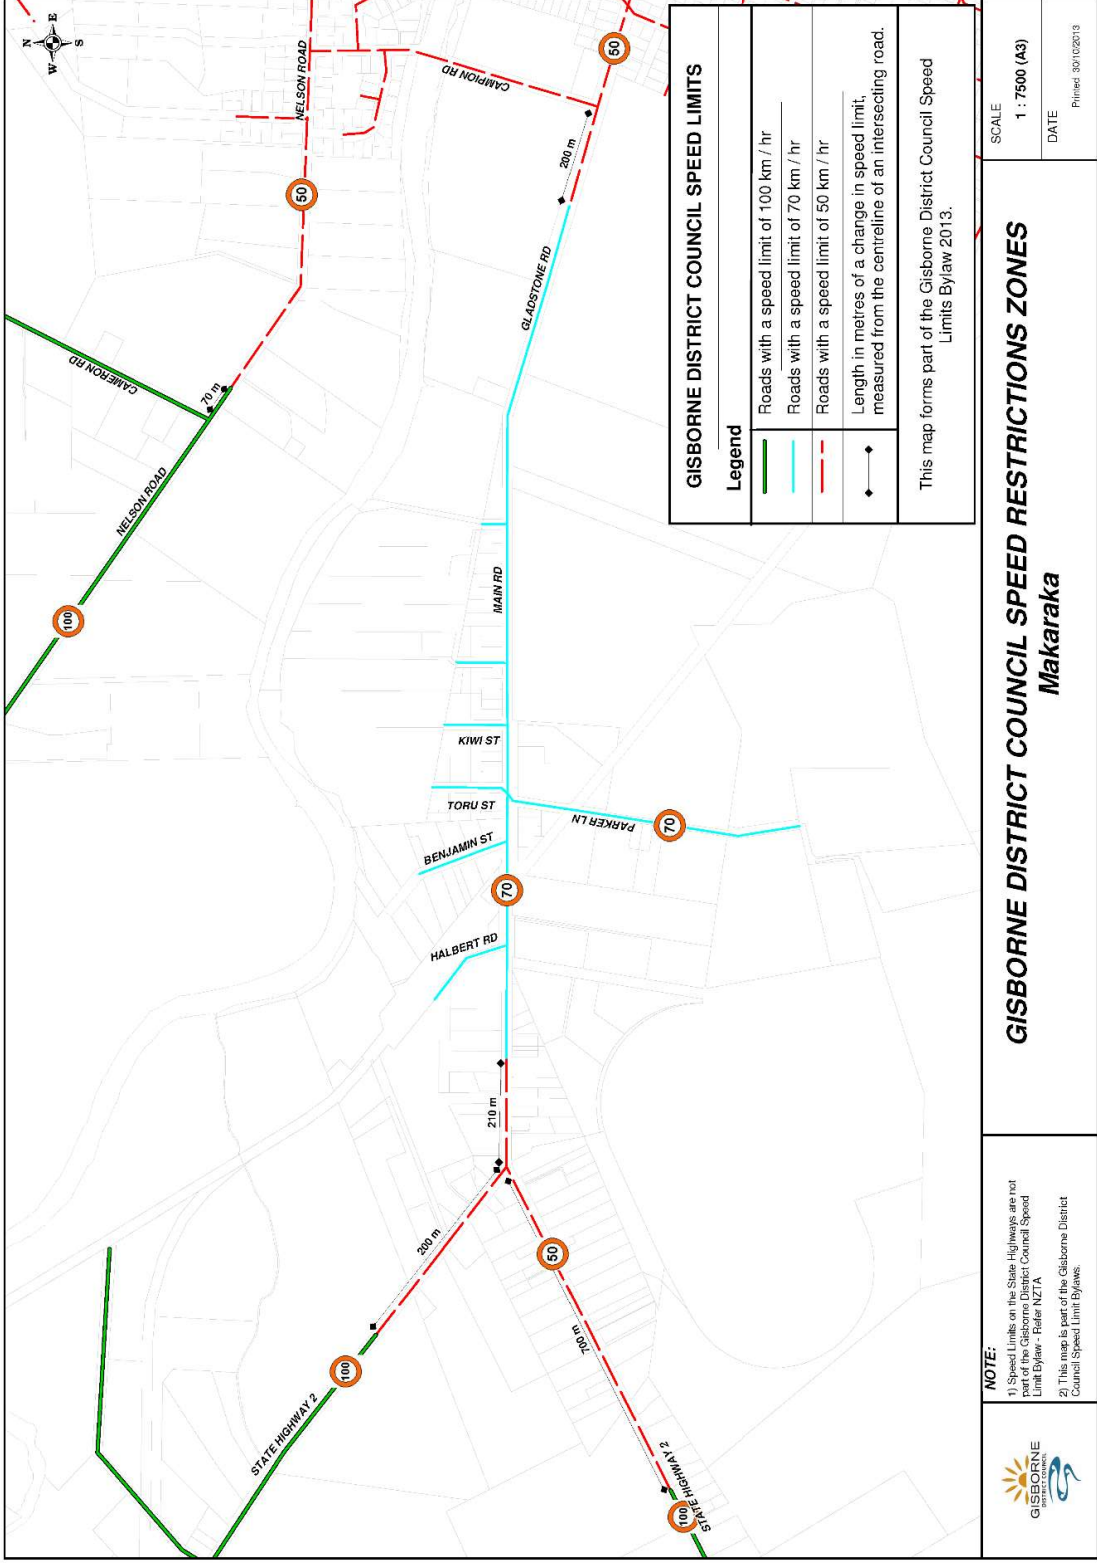 N
E
S
W
NELSON ROAD
CAMPION RD
50
50
200 m
GLADSTONE RD
CAMERON RD
70 m
NELSON ROAD
100
MAIN RD
KIWI ST
TORU ST
BENJAMIN ST
PARKER LN
70
70
HALBERT RD
210 m
200 m
50
700 m
100
STATE HIGHWAY 2
STATE HIGHWAY 2
100
GISBORNE DISTRICT COUNCIL SPEED LIMITS
Legend
Roads with a speed limit of 100 km / hr
Roads with a speed limit of 70 km / hr
Roads with a speed limit of 50 km / hr
Length in metres of a change in speed limit,
measured from the centreline of an intersecting road.
This map forms part of the Gisborne District Council Speed
Limits Bylaw 2013.
GISBORNE
DISTRICT COUNCIL
NOTE:
1) Speed Limits on the State Highways are not
part of the Gisborne District Council Speed
Limit Bylaw - Refer NZTA
2) This map is part of the Gisborne District
Council Speed Limit Bylaws.
GISBORNE DISTRICT COUNCIL SPEED RESTRICTIONS ZONES
Makaraka
SCALE
1 : 7500 (A3)
DATE
Printed 30/10/2013